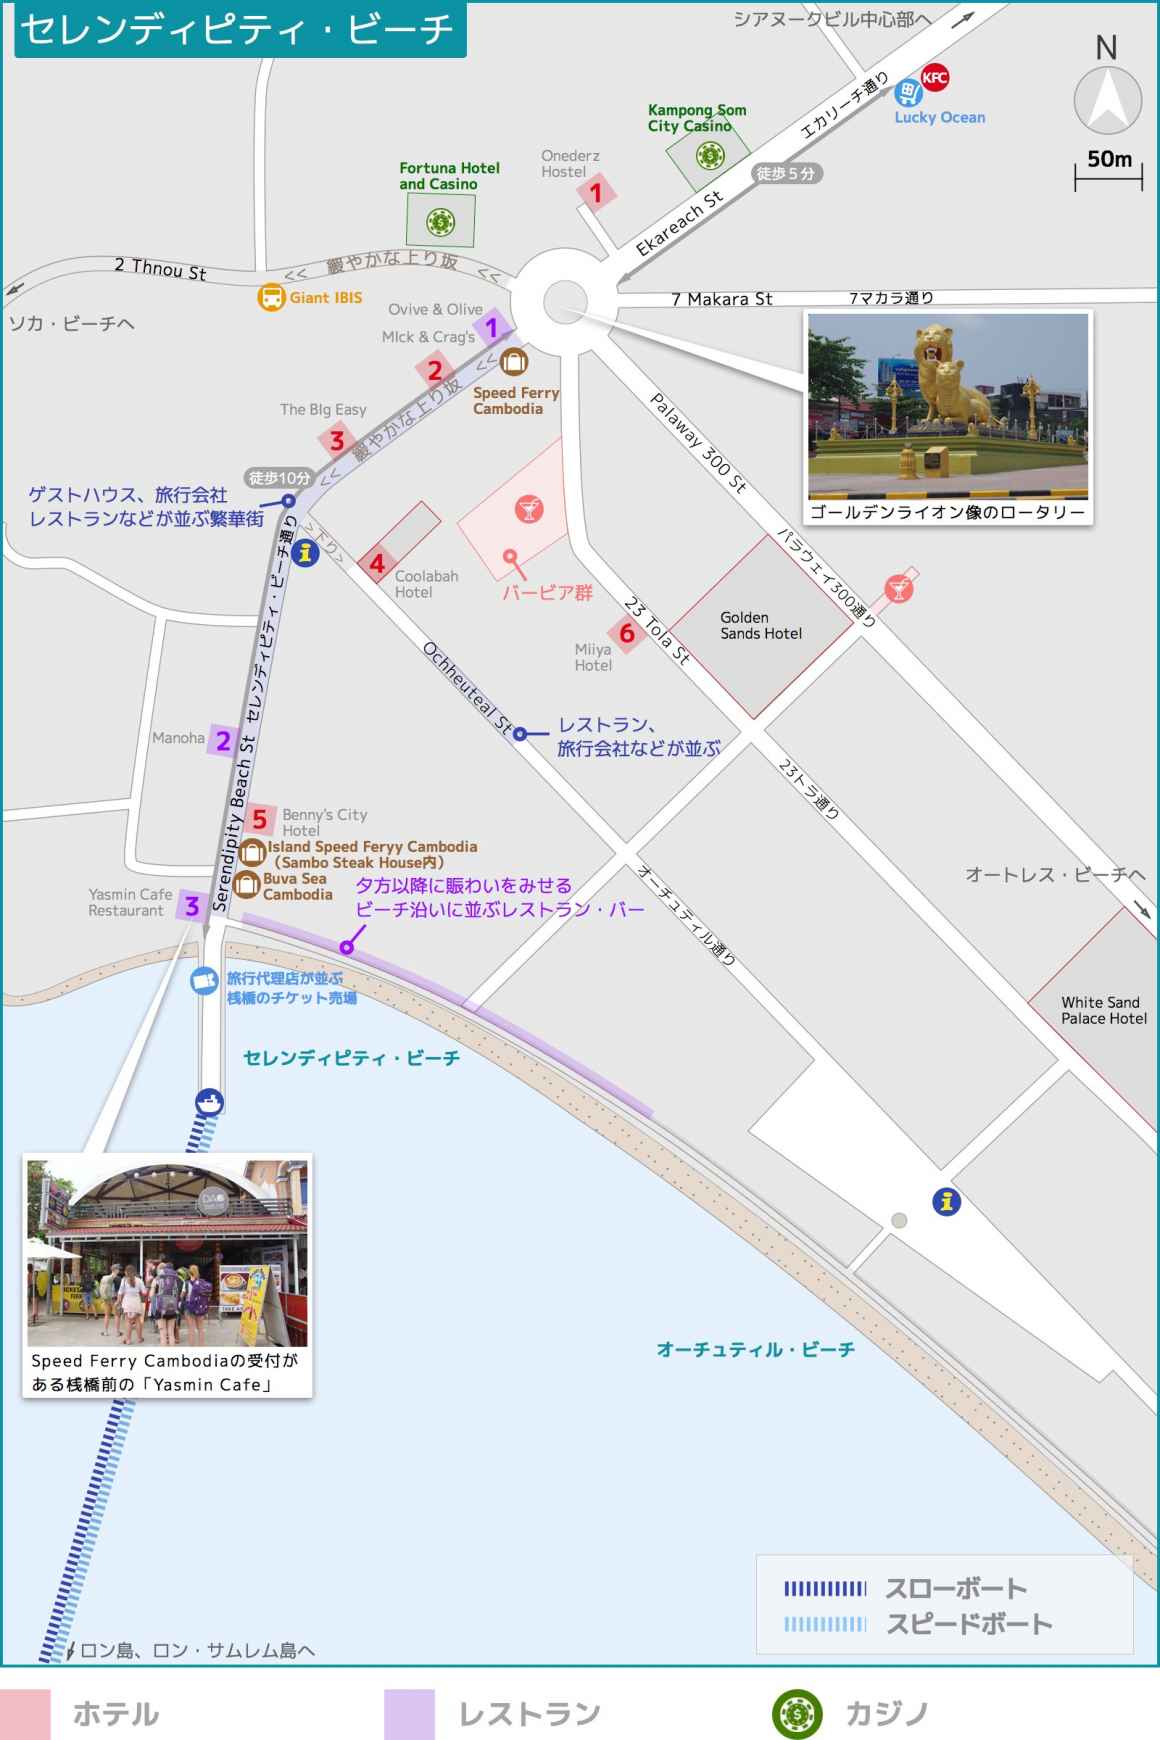 セレンディピティ・ビーチ
シアヌークビル中心部へ
N
50m
エカリーチ通り
KFC
Lucky Ocean
Kampong Som
City Casino
徒歩５分
Onederz
Hostel
1
Fortuna Hotel
and Casino
Ekareach St
2 Thnou St
<< 緩やかな上り坂 <<
Giant IBIS
ソカ・ビーチへ
7 Makara St
7マカラ通り
Ovive & Olive
1
MIck & Crag's
2
<< 緩やかな上り坂 <<
Speed Ferry
Cambodia
The BIg Easy
3
ゴールデンライオン像のロータリー
徒歩10分
ゲストハウス、旅行会社
レストランなどが並ぶ繁華街
>下り>
i
4
Coolabah
Hotel
バービア群
Palaway 300 St
パラウェイ300通り
23 Tola St
6
Miiya
Hotel
Golden
Sands Hotel
Ochheuteal St
レストラン、
旅行会社などが並ぶ
Serendipity Beach St セレンディピティ・ビーチ通り
Manoha
2
23トラ通り
5
Benny's City
Hotel
Island Speed Feryy Cambodia
（Sambo Steak House内）
Buva Sea
Cambodia
Yasmin Cafe
Restaurant
3
夕方以降に賑わいをみせる
ビーチ沿いに並ぶレストラン・バー
オーチュティル通り
オートレス・ビーチへ
旅行代理店が並ぶ
桟橋のチケット売場
White Sand
Palace Hotel
セレンディピティ・ビーチ
i
DAO
Speed Ferry Cambodiaの受付が
ある桟橋前の「Yasmin Cafe」
オーチュティル・ビーチ
スローボート
スピードボート
ロン島、ロン・サムレム島へ
ホテル
レストラン
カジノ